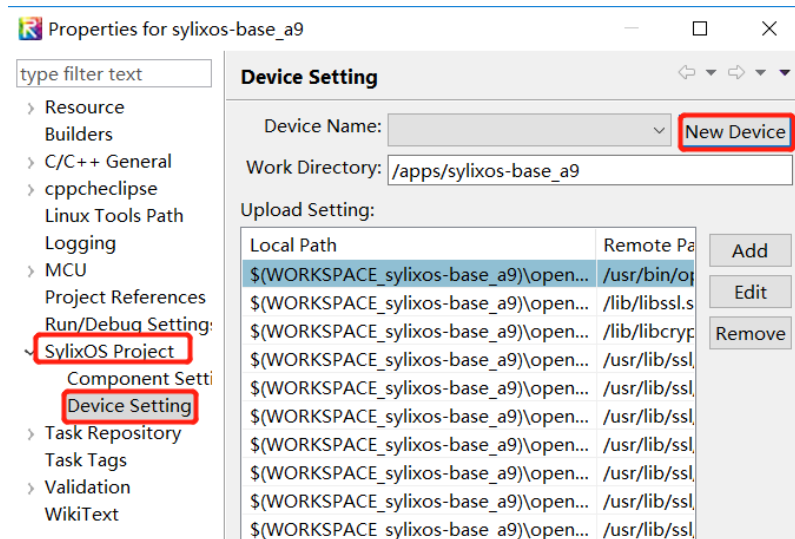 Properties for sylixos-base_a9
type filter text
Resource
Builders
C/C++ General
cppcheclipse
Linux Tools Path
Logging
MCU
Project References
Run/Debug Settings
SylixOS Project
Component Setti
Device Setting
Task Repository
Task Tags
Validation
WikiText
Device Setting
Device Name:
New Device
Work Directory: /apps/sylixos-base_a9
Upload Setting:
Local Path Remote Pa
$(WORKSPACE_sylixos-base_a9)\open... /usr/bin/op
$(WORKSPACE_sylixos-base_a9)\open... /lib/libssl.s
$(WORKSPACE_sylixos-base_a9)\open... /lib/libcryp
$(WORKSPACE_sylixos-base_a9)\open... /usr/lib/ssl,
$(WORKSPACE_sylixos-base_a9)\open... /usr/lib/ssl,
$(WORKSPACE_sylixos-base_a9)\open... /usr/lib/ssl,
$(WORKSPACE_sylixos-base_a9)\open... /usr/lib/ssl,
$(WORKSPACE_sylixos-base_a9)\open... /usr/lib/ssl,
$(WORKSPACE_sylixos-base_a9)\open... /usr/lib/ssl,
$(WORKSPACE_sylixos-base_a9)\open... /usr/lib/ssl,
Add
Edit
Remove